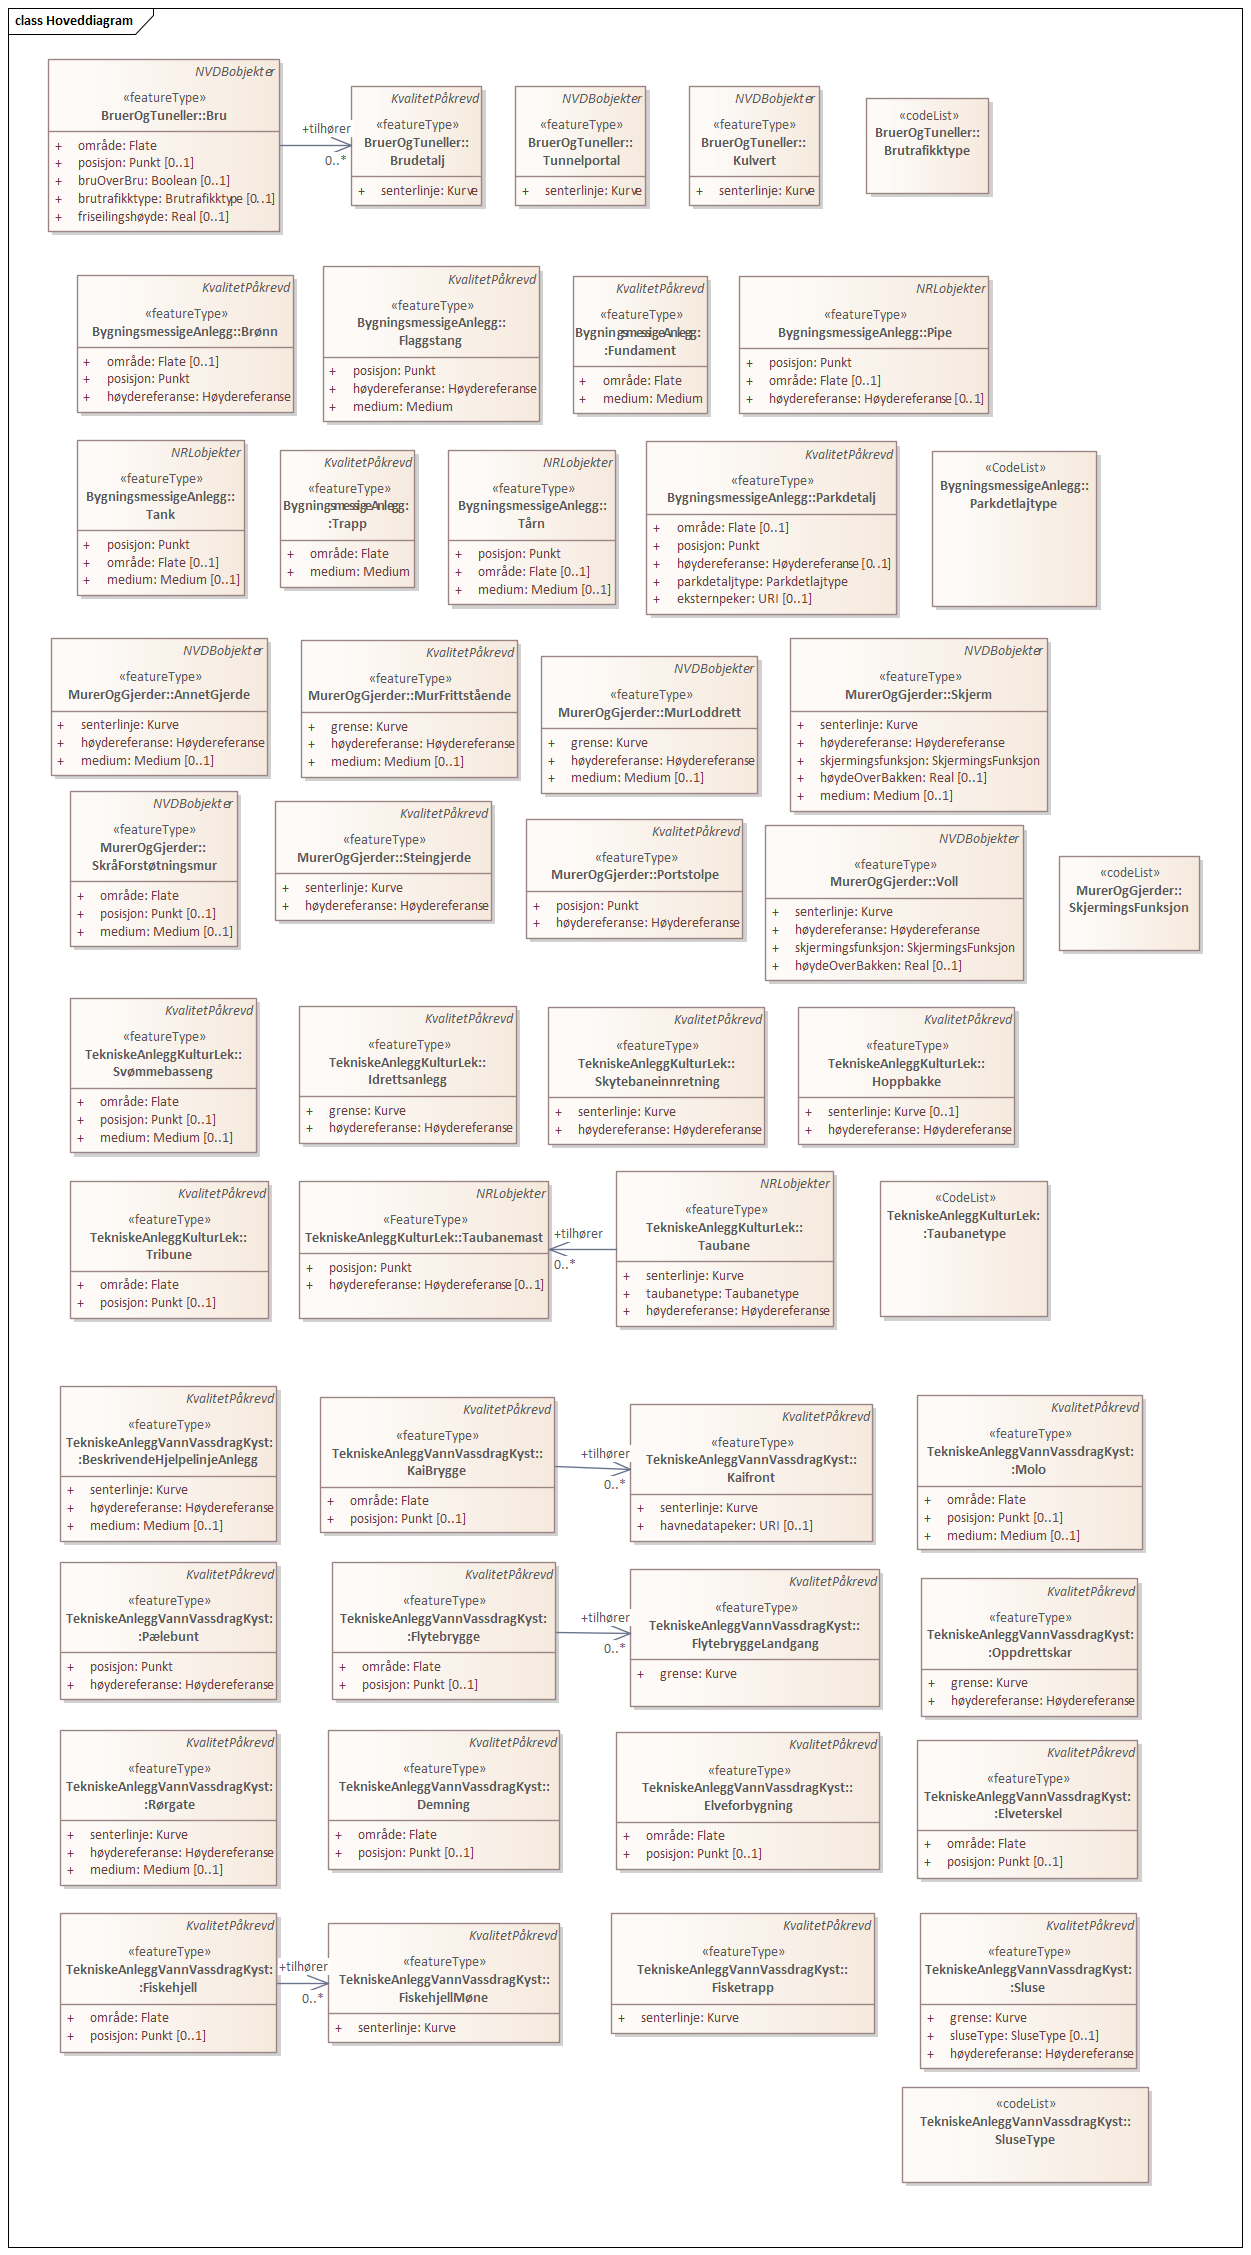 class Hoveddiagram
NVDBobjekter
«featureType»
BruerOgTuneller::Bru
+ område: Flate
+ posisjon: Punkt [0..1]
+ bruOverBru: Boolean [0..1]
+ brutrafikktype: Brutrafikktype [0..1]
+ friseilingshøyde: Real [0..1]
+tilhører
0..*
KvalitetPåkrevd
«featureType»
BruerOgTuneller::
Brudetalj
+ senterlinje: Kurve
NVDBobjekter
«featureType»
BruerOgTuneller::
Tunnelportal
+ senterlinje: Kurve
NVDBobjekter
«featureType»
BruerOgTuneller::
Kulvert
+ senterlinje: Kurve
«codeList»
BruerOgTuneller::
Brutrafikktype
KvalitetPåkrevd
«featureType»
BygningsmessigeAnlegg::Brønn
+ område: Flate [0..1]
+ posisjon: Punkt
+ høydereferanse: Høydereferanse
KvalitetPåkrevd
«featureType»
BygningsmessigeAnlegg::
Flaggstang
+ posisjon: Punkt
+ høydereferanse: Høydereferanse
+ medium: Medium
KvalitetPåkrevd
«featureType»
BygningsmessigeAnlegg:
:Fundament
+ område: Flate
+ medium: Medium
NRLobjekter
«featureType»
BygningsmessigeAnlegg::Pipe
+ posisjon: Punkt
+ område: Flate [0..1]
+ høydereferanse: Høydereferanse [0..1]
NRLobjekter
«featureType»
BygningsmessigeAnlegg::
Tank
+ posisjon: Punkt
+ område: Flate [0..1]
+ medium: Medium [0..1]
KvalitetPåkrevd
«featureType»
BygningsmessigeAnlegg:
:Trapp
+ område: Flate
+ medium: Medium
NRLobjekter
«featureType»
BygningsmessigeAnlegg::
Tårn
+ posisjon: Punkt
+ område: Flate [0..1]
+ medium: Medium [0..1]
KvalitetPåkrevd
«featureType»
BygningsmessigeAnlegg::Parkdetalj
+ område: Flate [0..1]
+ posisjon: Punkt
+ høydereferanse: Høydereferanse [0..1]
+ parkdetaljtype: Parkdetlajtype
+ eksternpeker: URI [0..1]
«CodeList»
BygningsmessigeAnlegg::
Parkdetlajtype
NVDBobjekter
«featureType»
MurerOgGjerder::AnnetGjerde
+ senterlinje: Kurve
+ høydereferanse: Høydereferanse
+ medium: Medium [0..1]
KvalitetPåkrevd
«featureType»
MurerOgGjerder::MurFrittstående
+ grense: Kurve
+ høydereferanse: Høydereferanse
+ medium: Medium [0..1]
NVDBobjekter
«featureType»
MurerOgGjerder::MurLoddrett
+ grense: Kurve
+ høydereferanse: Høydereferanse
+ medium: Medium [0..1]
NVDBobjekter
«featureType»
MurerOgGjerder::Skjerm
+ senterlinje: Kurve
+ høydereferanse: Høydereferanse
+ skjermingsfunksjon: SkjermingsFunksjon
+ høydeOverBakken: Real [0..1]
+ medium: Medium [0..1]
NVDBobjekter
«featureType»
MurerOgGjerder::
SkråForstøtningsmur
+ område: Flate
+ posisjon: Punkt [0..1]
+ medium: Medium [0..1]
KvalitetPåkrevd
«featureType»
MurerOgGjerder::Steingjerde
+ senterlinje: Kurve
+ høydereferanse: Høydereferanse
KvalitetPåkrevd
«featureType»
MurerOgGjerder::Portstolpe
+ posisjon: Punkt
+ høydereferanse: Høydereferanse
NVDBobjekter
«featureType»
MurerOgGjerder::Voll
+ senterlinje: Kurve
+ høydereferanse: Høydereferanse
+ skjermingsfunksjon: SkjermingsFunksjon
+ høydeOverBakken: Real [0..1]
«codeList»
MurerOgGjerder::
SkjermingsFunksjon
KvalitetPåkrevd
«featureType»
TekniskeAnleggKulturLek::
Svømmebasseng
+ område: Flate
+ posisjon: Punkt [0..1]
+ medium: Medium [0..1]
KvalitetPåkrevd
«featureType»
TekniskeAnleggKulturLek::
Idrettsanlegg
+ grense: Kurve
+ høydereferanse: Høydereferanse
KvalitetPåkrevd
«featureType»
TekniskeAnleggKulturLek::
Skytebaneinnretning
+ senterlinje: Kurve
+ høydereferanse: Høydereferanse
KvalitetPåkrevd
«featureType»
TekniskeAnleggKulturLek::
Hoppbakke
+ senterlinje: Kurve [0..1]
+ høydereferanse: Høydereferanse
KvalitetPåkrevd
«featureType»
TekniskeAnleggKulturLek::
Tribune
+ område: Flate
+ posisjon: Punkt [0..1]
NRLobjekter
«FeatureType»
TekniskeAnleggKulturLek::Taubanemast
+ posisjon: Punkt
+ høydereferanse: Høydereferanse [0..1]
+tilhører
0..*
NRLobjekter
«featureType»
TekniskeAnleggKulturLek::
Taubane
+ senterlinje: Kurve
+ taubanetype: Taubanetype
+ høydereferanse: Høydereferanse
«CodeList»
TekniskeAnleggKulturLek:
:Taubanetype
KvalitetPåkrevd
«featureType»
TekniskeAnleggVannVassdragKyst:
:BeskrivendeHjelpelinjeAnlegg
+ senterlinje: Kurve
+ høydereferanse: Høydereferanse
+ medium: Medium [0..1]
KvalitetPåkrevd
«featureType»
TekniskeAnleggVannVassdragKyst::
KaiBrygge
+ område: Flate
+ posisjon: Punkt [0..1]
+tilhører
0..*
KvalitetPåkrevd
«featureType»
TekniskeAnleggVannVassdragKyst::
Kaifront
+ senterlinje: Kurve
+ havnedatapeker: URI [0..1]
KvalitetPåkrevd
«featureType»
TekniskeAnleggVannVassdragKyst:
:Molo
+ område: Flate
+ posisjon: Punkt [0..1]
+ medium: Medium [0..1]
KvalitetPåkrevd
«featureType»
TekniskeAnleggVannVassdragKyst:
:Pælebunt
+ posisjon: Punkt
+ høydereferanse: Høydereferanse
KvalitetPåkrevd
«featureType»
TekniskeAnleggVannVassdragKyst:
:Flytebrygge
+ område: Flate
+ posisjon: Punkt [0..1]
+tilhører
0..*
KvalitetPåkrevd
«featureType»
TekniskeAnleggVannVassdragKyst::
FlytebryggeLandgang
+ grense: Kurve
KvalitetPåkrevd
«featureType»
TekniskeAnleggVannVassdragKyst:
:Oppdrettskar
+ grense: Kurve
+ høydereferanse: Høydereferanse
KvalitetPåkrevd
«featureType»
TekniskeAnleggVannVassdragKyst:
:Rørgate
+ senterlinje: Kurve
+ høydereferanse: Høydereferanse
+ medium: Medium [0..1]
KvalitetPåkrevd
«featureType»
TekniskeAnleggVannVassdragKyst::
Demning
+ område: Flate
+ posisjon: Punkt [0..1]
KvalitetPåkrevd
«featureType»
TekniskeAnleggVannVassdragKyst::
Elveforbygning
+ område: Flate
+ posisjon: Punkt [0..1]
KvalitetPåkrevd
«featureType»
TekniskeAnleggVannVassdragKyst:
:Elveterskel
+ område: Flate
+ posisjon: Punkt [0..1]
KvalitetPåkrevd
«featureType»
TekniskeAnleggVannVassdragKyst:
:Fiskehjell
+ område: Flate
+ posisjon: Punkt [0..1]
+tilhører
0..*
KvalitetPåkrevd
«featureType»
TekniskeAnleggVannVassdragKyst::
FiskehjellMøne
+ senterlinje: Kurve
KvalitetPåkrevd
«featureType»
TekniskeAnleggVannVassdragKyst::
Fisketrapp
+ senterlinje: Kurve
KvalitetPåkrevd
«featureType»
TekniskeAnleggVannVassdragKyst:
:Sluse
+ grense: Kurve
+ sluseType: SluseType [0..1]
+ høydereferanse: Høydereferanse
«codeList»
TekniskeAnleggVannVassdragKyst::
SluseType